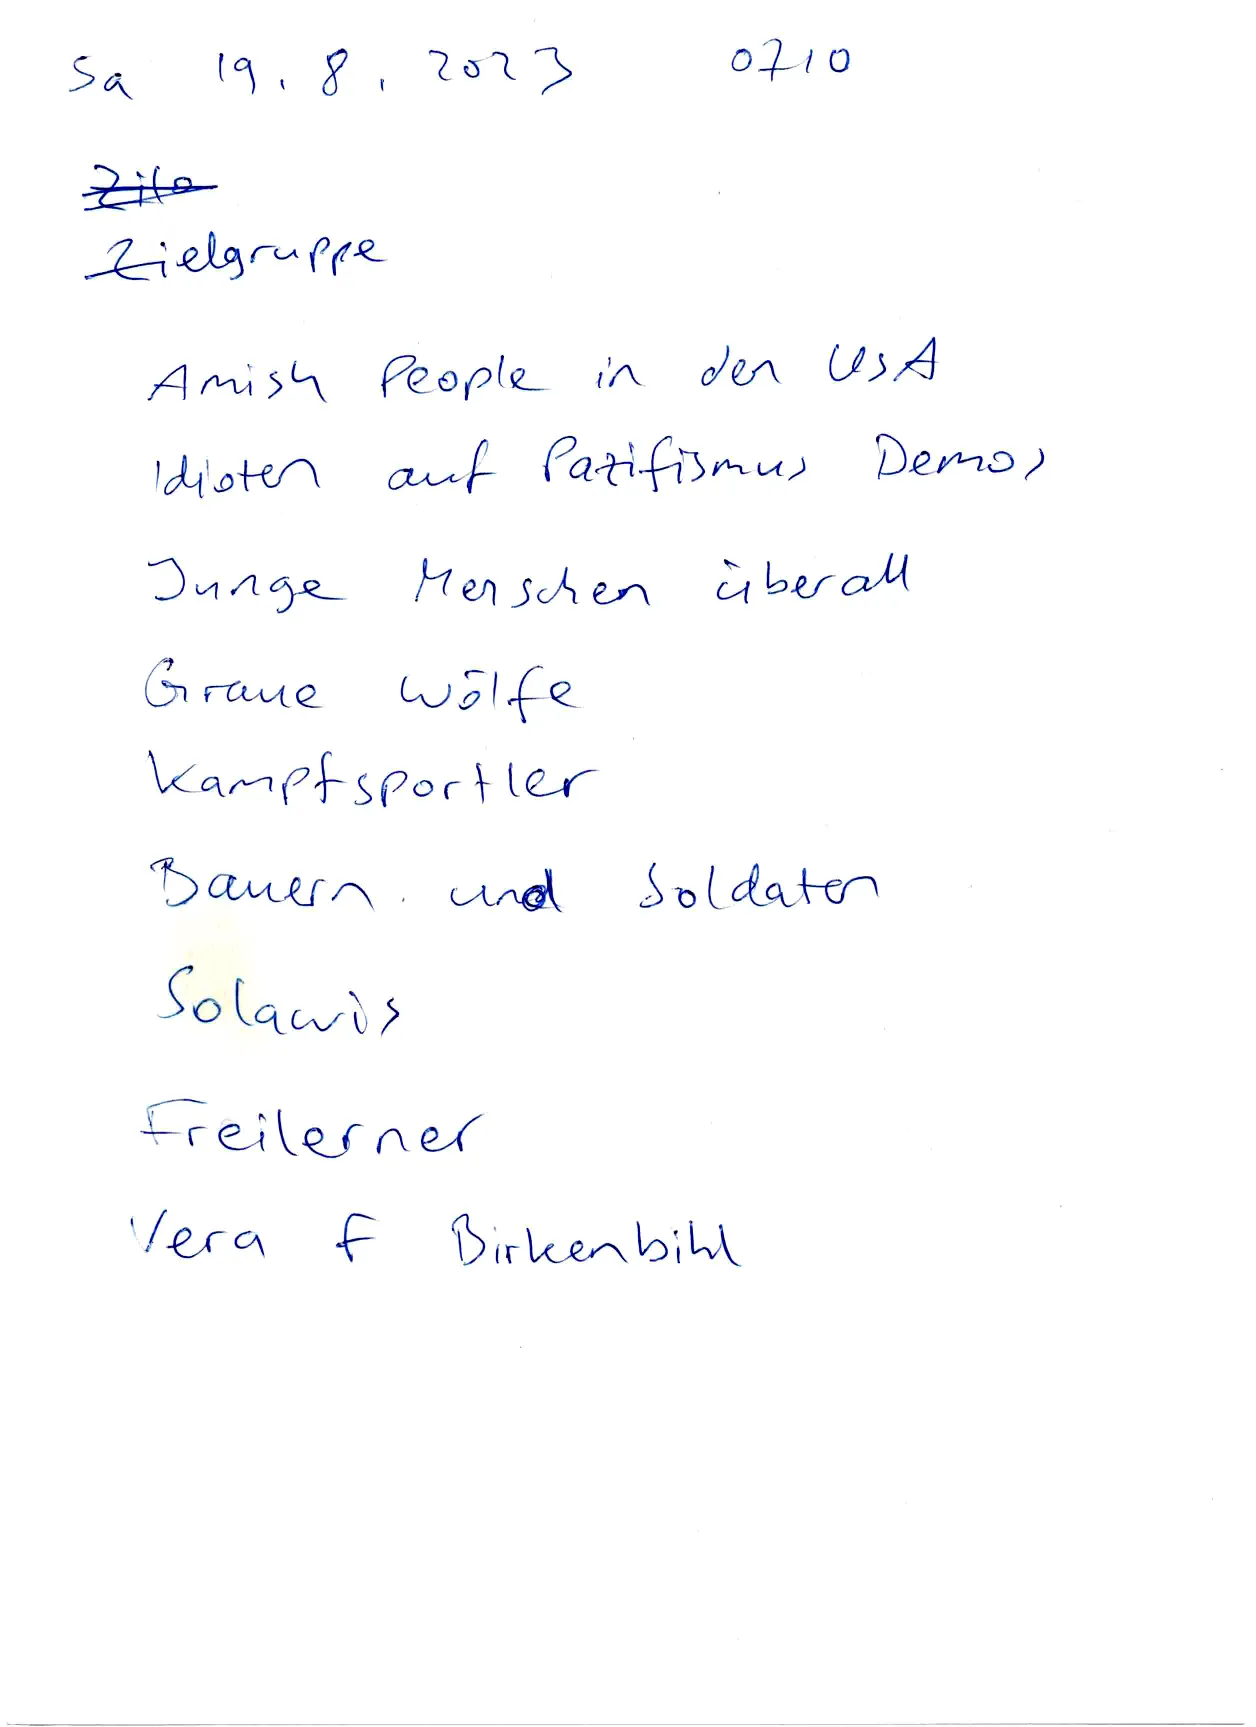 Sa 19. 8. 2023 0710
Zielgruppe
Amish People in den USA
Idioten auf Pazifismus Demos
Junge Menschen überall
Graue Wölfe
Kampfsportler
Bauern und Soldaten
Solawis
Freilerner
Vera F Birkenbihl